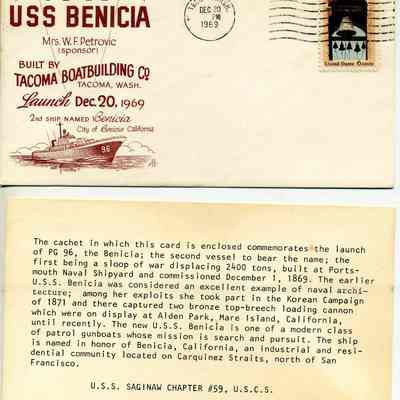 USS BENICIA
Mrs. W.F. Petrovic
(sponsor)
BUILT BY
TACOMA BOATBUILDING CO
TACOMA, WASH.
Launch Dec. 20, 1969
2nd SHIP NAMED Benicia
City of Benicia California
96
DEC 20
PM
1969
United States 6 cents
The cachet in which this card is enclosed commemorates the launch
of PG 96, the Benicia; the second vessel to bear the name; the
first being a sloop of war displacing 2400 tons, built at Ports-
mouth Naval Shipyard and commissioned December 1, 1869. The earlier
U.S.S. Benicia was considered an excellent example of naval archi-
tecture; among her exploits she took part in the Korean Campaign
of 1871 and there captured two bronze top-breech loading cannon
which were on display at Alden Park, Mare Island, California,
until recently. The new U.S.S. Benicia is of a modern class
of patrol gunboats whose mission is search and pursuit. The ship
is named in honor of Benicia, California, an industrial and resi-
dential community located on Carquinez Straits, north of San
Francisco.
U.S.S. SAGINAW CHAPTER #59, U.S.C.S.